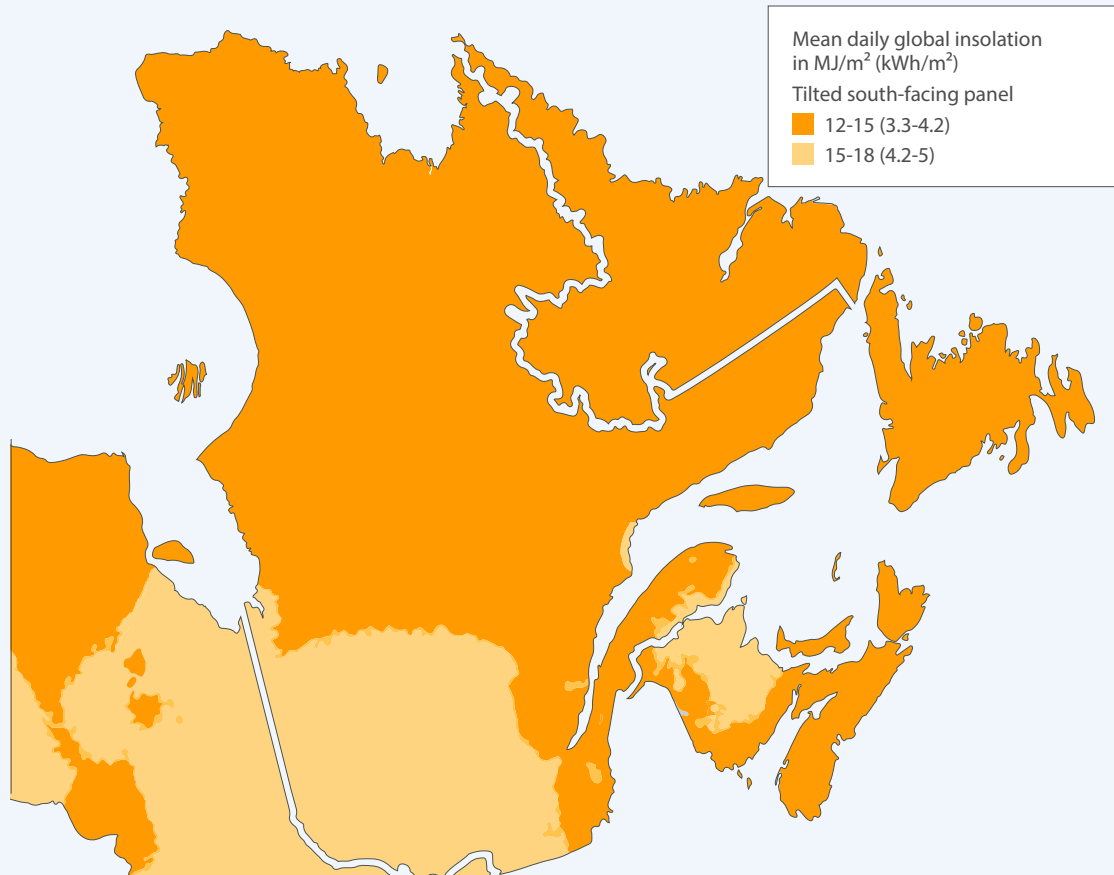 Mean daily global insolation
in MJ/m² (kWh/m²)
Tilted south-facing panel
12-15 (3.3-4.2)
15-18 (4.2-5)